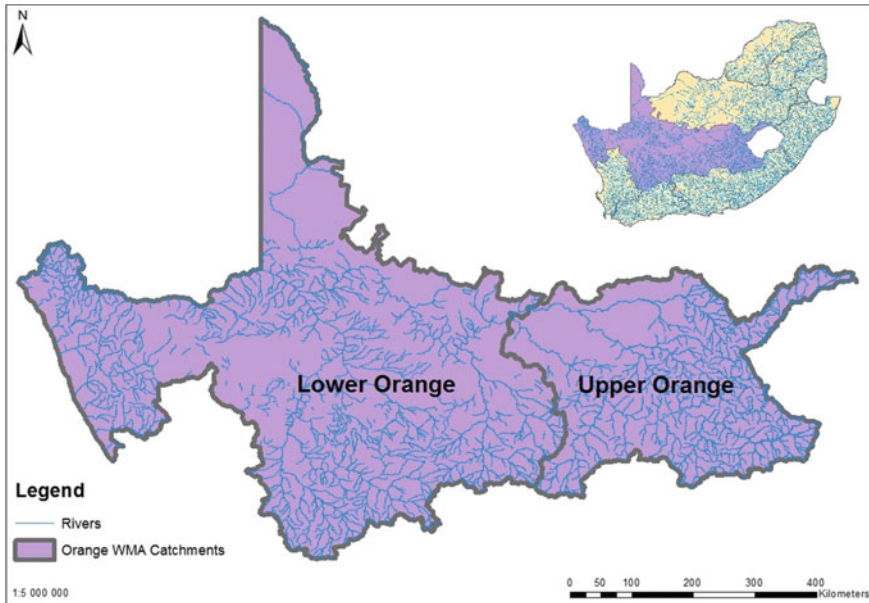 N
Lower Orange
Upper Orange
Legend
Rivers
Orange WMA Catchments
1:5 000 000
0 50 100 200 300 400
Kilometers